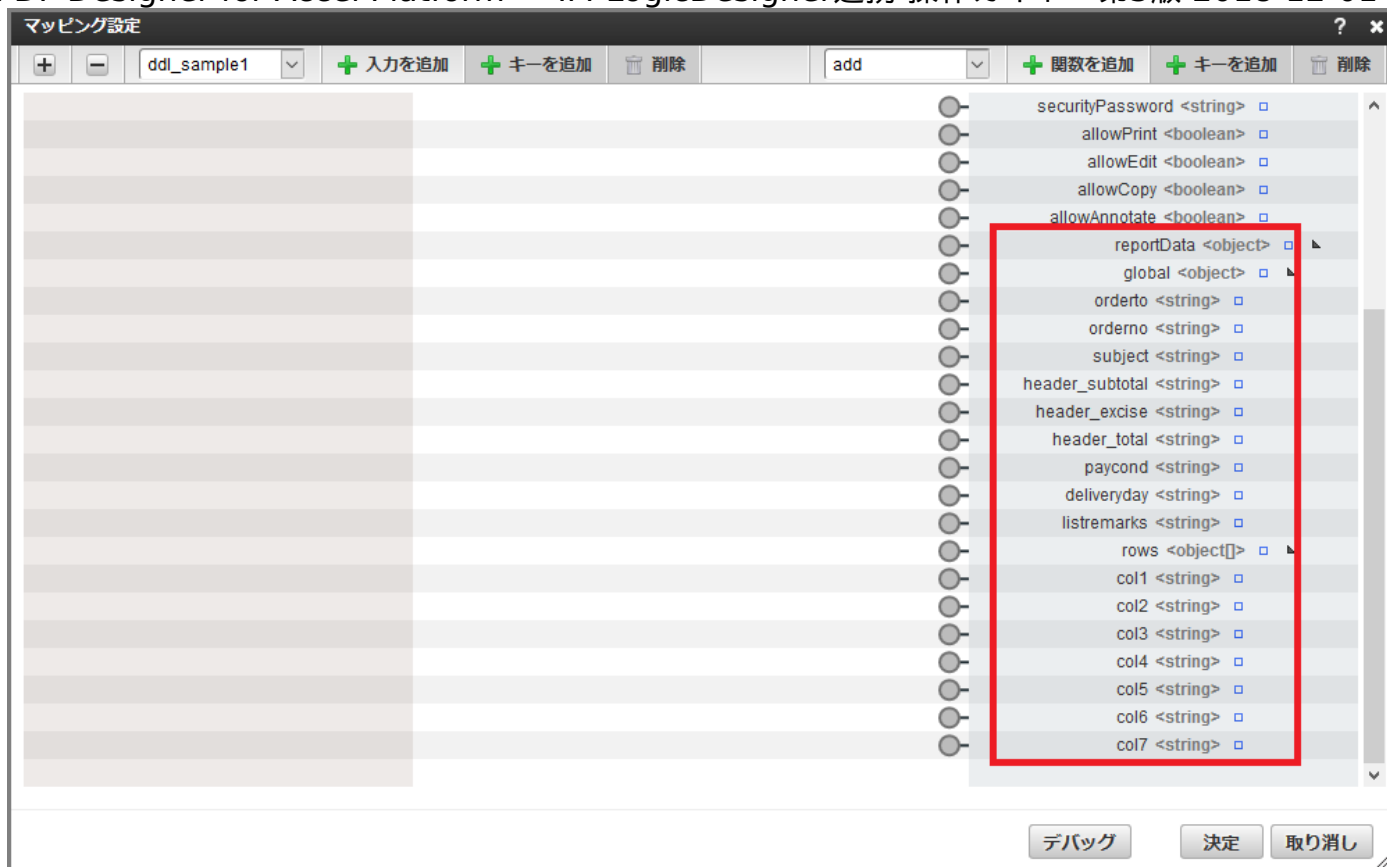 マッピング設定 ? ×
+ − ddl_sample1 入力を追加 キーを追加 削除 add 関数を追加 キーを追加 削除
securityPassword <string>
allowPrint <boolean>
allowEdit <boolean>
allowCopy <boolean>
allowAnnotate <boolean>
reportData <object>
global <object>
orderto <string>
orderno <string>
subject <string>
header_subtotal <string>
header_excise <string>
header_total <string>
paycond <string>
deliveryday <string>
listremarks <string>
rows <object[]>
col1 <string>
col2 <string>
col3 <string>
col4 <string>
col5 <string>
col6 <string>
col7 <string>
デバッグ 決定 取り消し